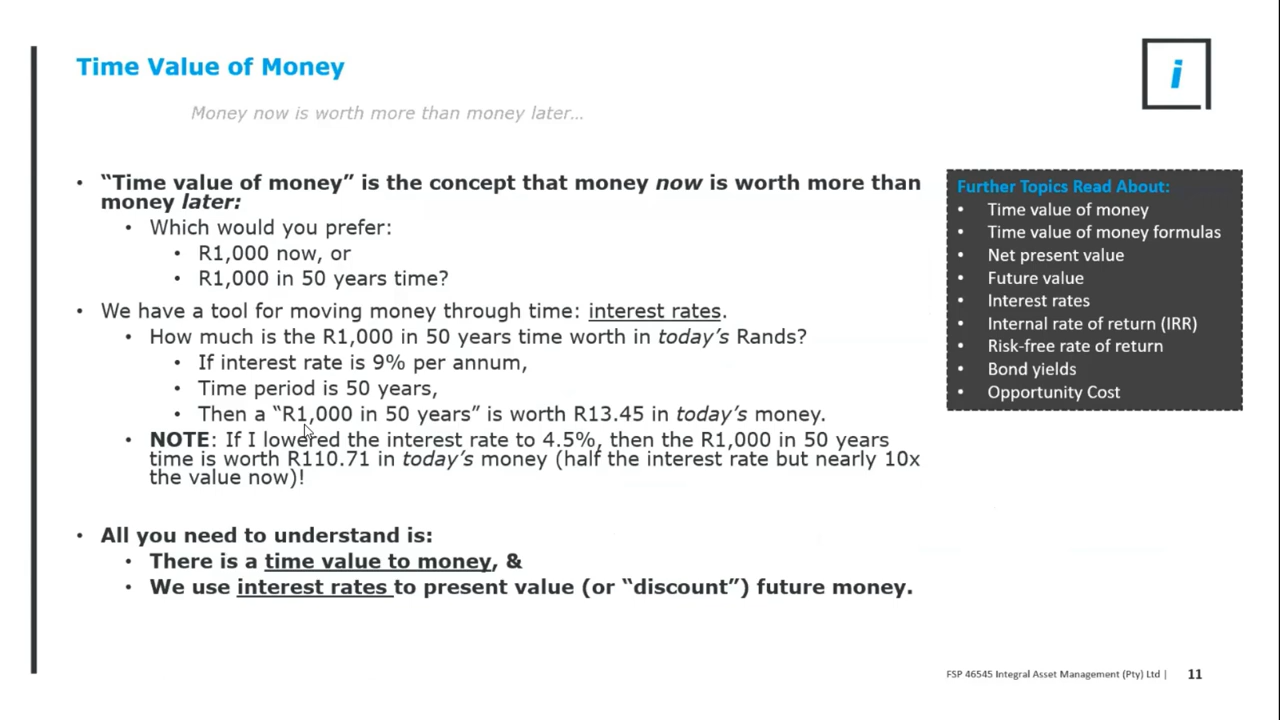 Time Value of Money
i
Money now is worth more than money later…
• “Time value of money” is the concept that money now is worth more than
money later:
• Which would you prefer:
• R1,000 now, or
• R1,000 in 50 years time?
• We have a tool for moving money through time: interest rates.
• How much is the R1,000 in 50 years time worth in today’s Rands?
• If interest rate is 9% per annum,
• Time period is 50 years,
• Then a “R1,000 in 50 years” is worth R13.45 in today’s money.
• NOTE: If I lowered the interest rate to 4.5%, then the R1,000 in 50 years
time is worth R110.71 in today’s money (half the interest rate but nearly 10x
the value now)!
• All you need to understand is:
• There is a time value to money, &
• We use interest rates to present value (or “discount”) future money.
Further Topics Read About:
• Time value of money
• Time value of money formulas
• Net present value
• Future value
• Interest rates
• Internal rate of return (IRR)
• Risk-free rate of return
• Bond yields
• Opportunity Cost
FSP 46545 Integral Asset Management (Pty) Ltd | 11